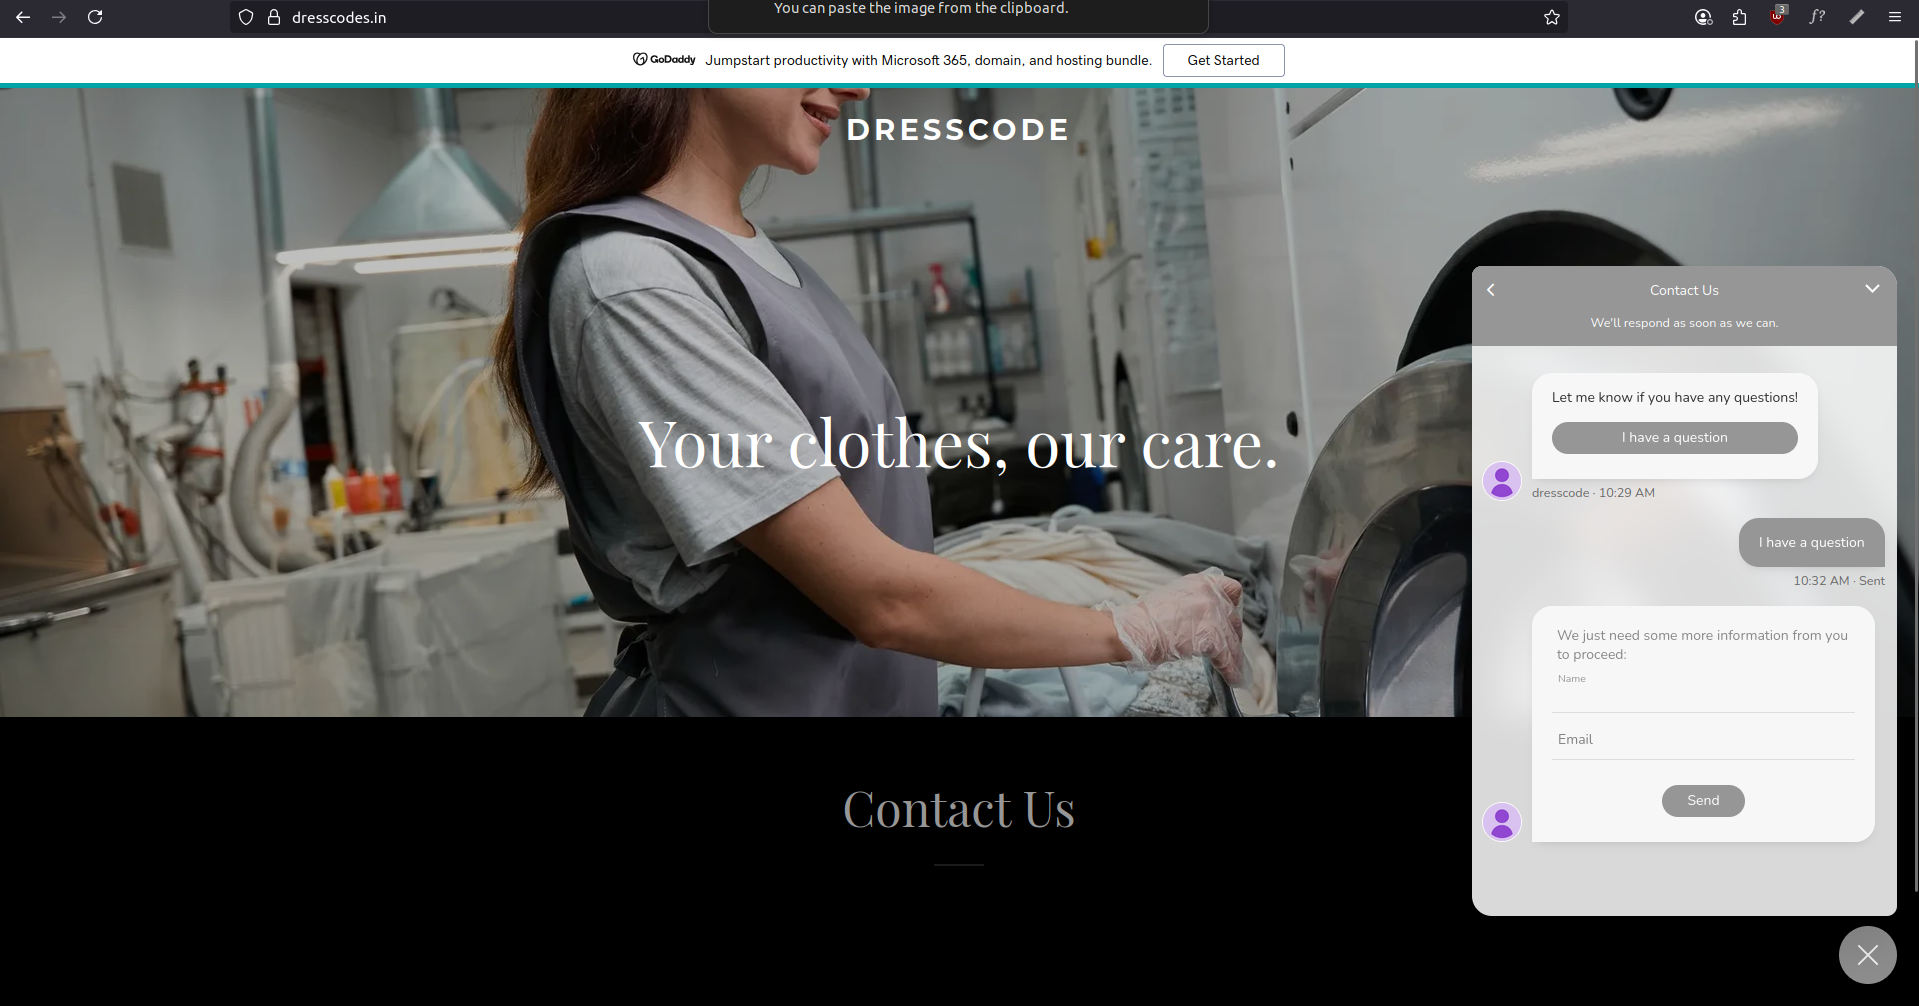 dresscodes.in
You can paste the image from the clipboard.
3
f?
GoDaddy Jumpstart productivity with Microsoft 365, domain, and hosting bundle. Get Started
DRESSCODE
Your clothes, our care.
Contact Us
Contact Us
We'll respond as soon as we can.
Let me know if you have any questions!
I have a question
dresscode · 10:29 AM
I have a question
10:32 AM · Sent
We just need some more information from you
to proceed:
Name
Email
Send